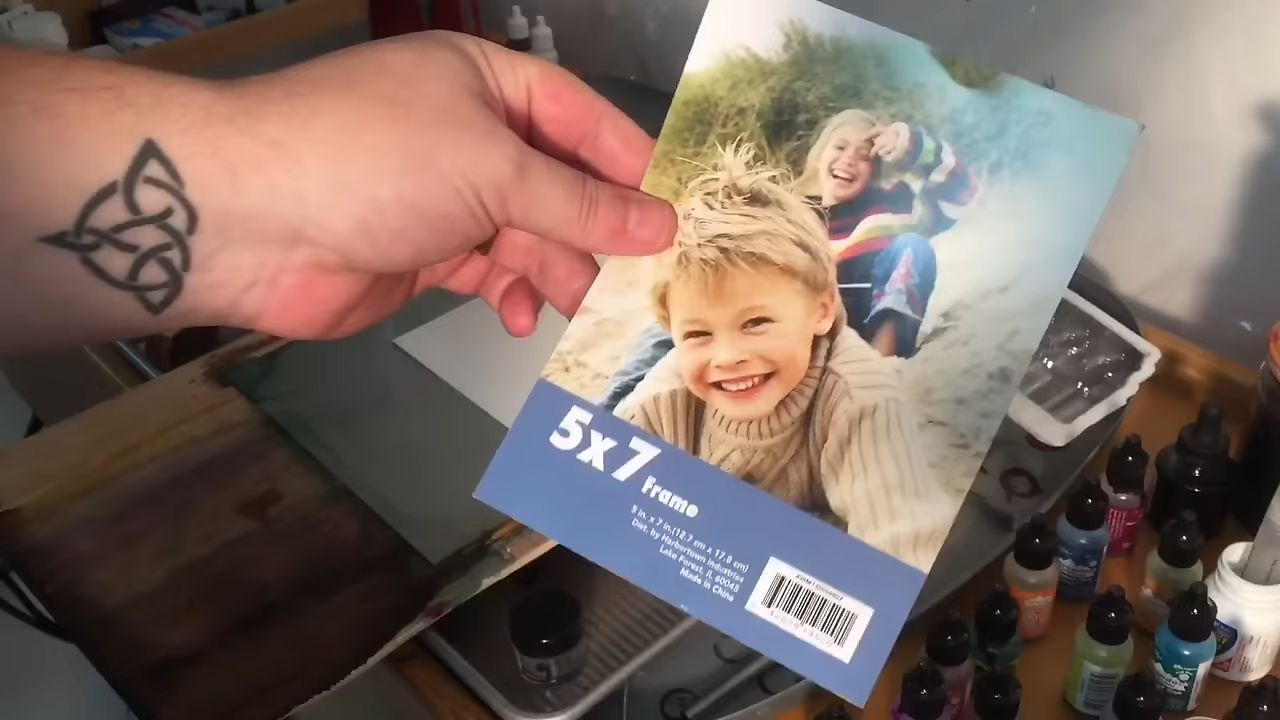 5x7 Frame
5 in. x 7 in.(12.7 cm x 17.8 cm)
Dist. by Harbortown Industries
Lake Forest, IL 60045
Made in China